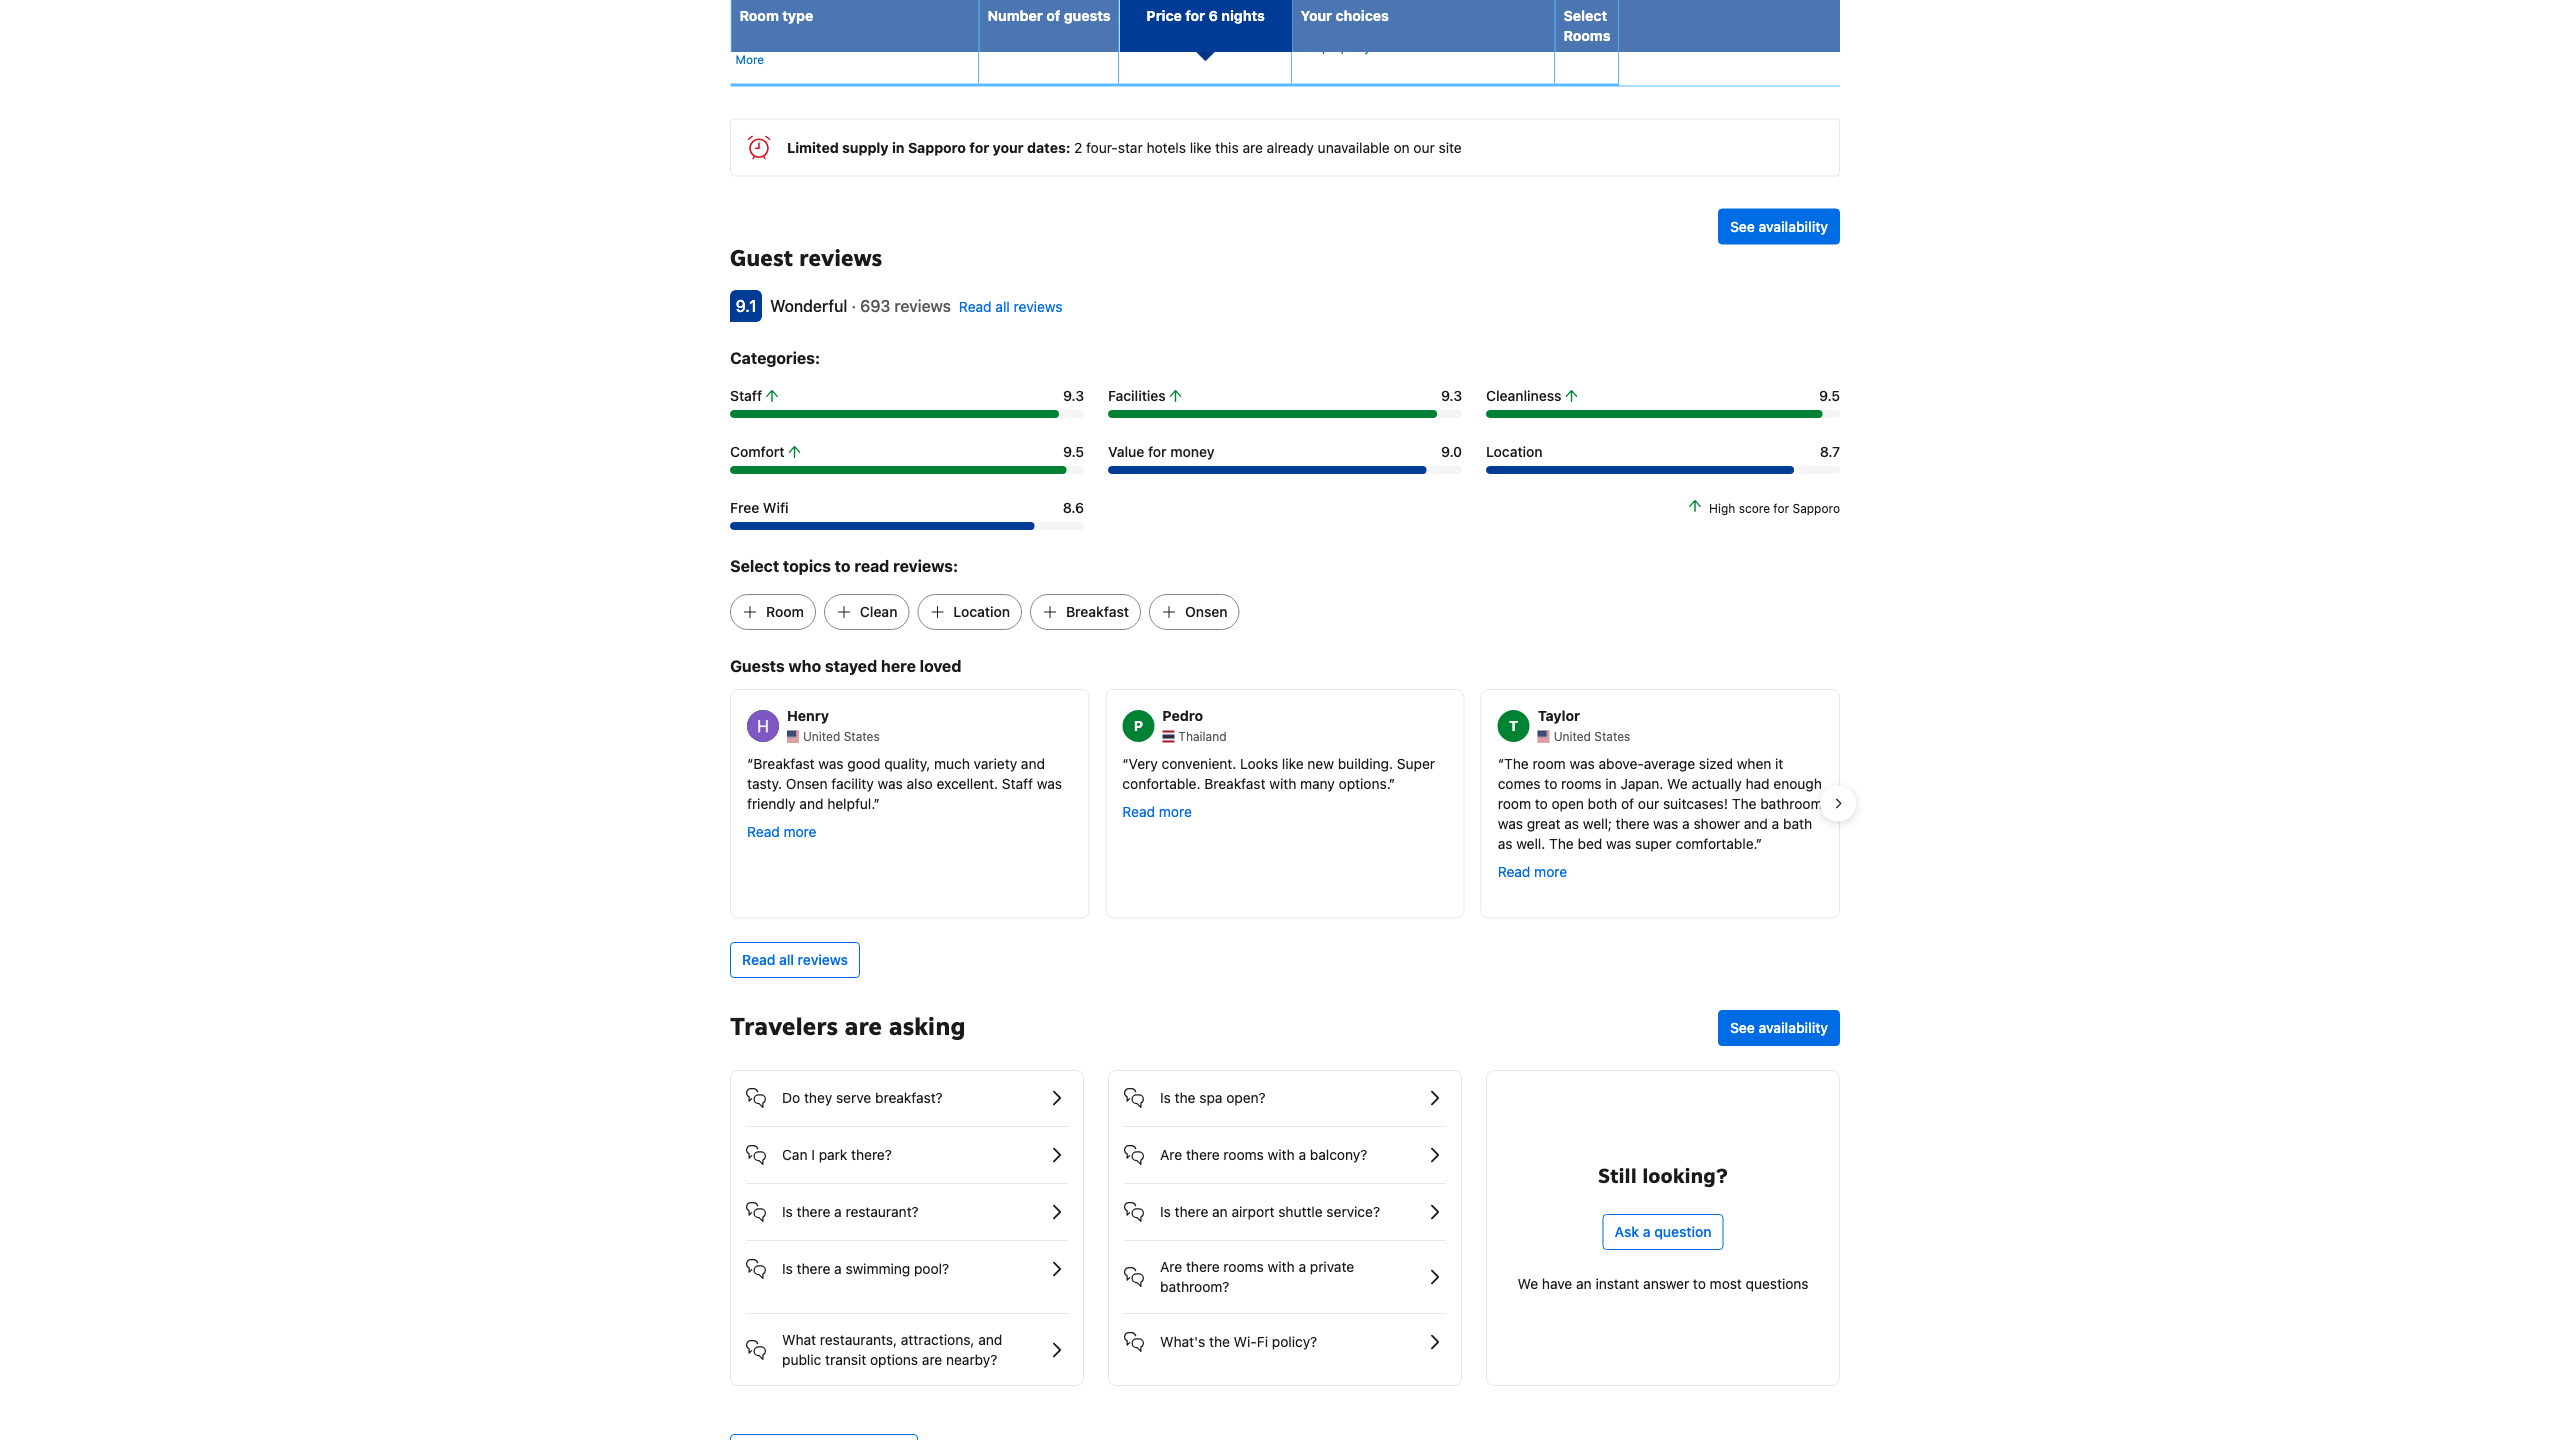 Room type
Number of guests
Price for 6 nights
Your choices
Select
Rooms
More
Limited supply in Sapporo for your dates: 2 four-star hotels like this are already unavailable on our site
See availability
Guest reviews
9.1 Wonderful · 693 reviews Read all reviews
Categories:
Staff 9.3
Facilities 9.3
Cleanliness 9.5
Comfort 9.5
Value for money 9.0
Location 8.7
Free Wifi 8.6
High score for Sapporo
Select topics to read reviews:
Room
Clean
Location
Breakfast
Onsen
Guests who stayed here loved
H
Henry
United States
“Breakfast was good quality, much variety and
tasty. Onsen facility was also excellent. Staff was
friendly and helpful.”
Read more
P
Pedro
Thailand
“Very convenient. Looks like new building. Super
confortable. Breakfast with many options.”
Read more
T
Taylor
United States
“The room was above-average sized when it
comes to rooms in Japan. We actually had enough
room to open both of our suitcases! The bathroom
was great as well; there was a shower and a bath
as well. The bed was super comfortable.”
Read more
Read all reviews
Travelers are asking
See availability
Do they serve breakfast?
Can I park there?
Is there a restaurant?
Is there a swimming pool?
What restaurants, attractions, and
public transit options are nearby?
Is the spa open?
Are there rooms with a balcony?
Is there an airport shuttle service?
Are there rooms with a private
bathroom?
What's the Wi-Fi policy?
Still looking?
Ask a question
We have an instant answer to most questions